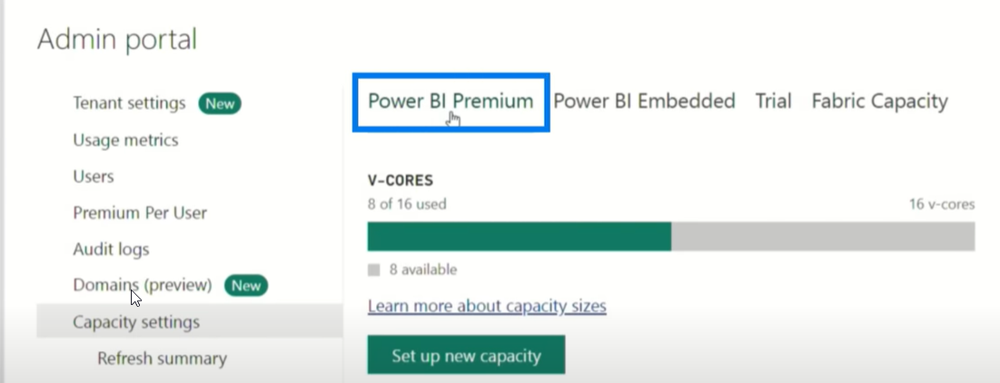 Admin portal
Tenant settings New
Usage metrics
Users
Premium Per User
Audit logs
Domains (preview) New
Capacity settings
Refresh summary
Power BI Premium Power BI Embedded Trial Fabric Capacity
V-CORES
8 of 16 used 16 v-cores
8 available
Learn more about capacity sizes
Set up new capacity